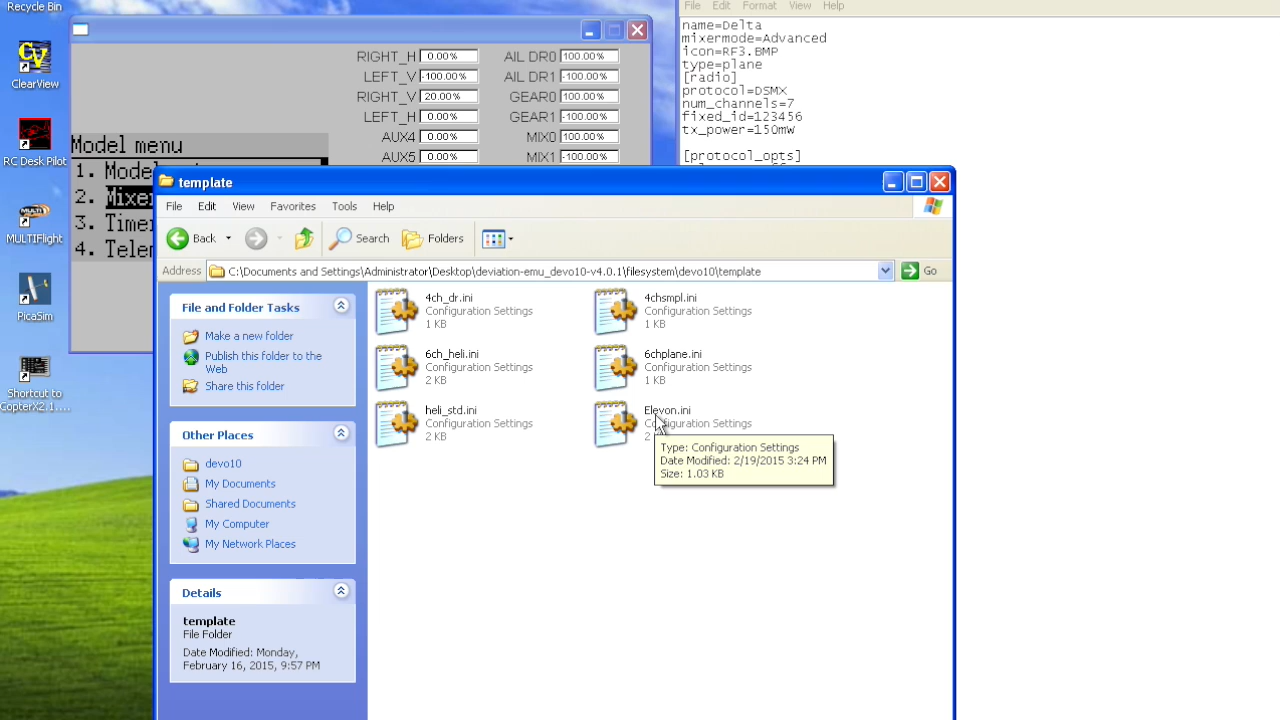 Recycle Bin
ClearView
RC Desk Pilot
MULTIFlight
PicaSim
Shortcut to
CopterX2.1....
RIGHT_H 0.00% AIL DR0 100.00%
LEFT_V -100.00% AIL DR1 -100.00%
RIGHT_V 20.00% GEAR0 100.00%
LEFT_H 0.00% GEAR1 -100.00%
AUX4 0.00% MIX0 100.00%
AUX5 0.00% MIX1 -100.00%
Model menu
1. Model
2. Mixe
3. Time
4. Tele
File Edit Format View Help
name=Delta
mixermode=Advanced
icon=RF3.BMP
type=plane
[radio]
protocol=DSMX
num_channels=7
fixed_id=123456
tx_power=150mW
[protocol_opts]
template
File Edit View Favorites Tools Help
Back Search Folders
Address C:\Documents and Settings\Administrator\Desktop\deviation-emu_devo10-v4.0.1\filesystem\devo10\template Go
File and Folder Tasks
Make a new folder
Publish this folder to the
Web
Share this folder
Other Places
devo10
My Documents
Shared Documents
My Computer
My Network Places
Details
template
File Folder
Date Modified: Monday,
February 16, 2015, 9:57 PM
4ch_dr.ini
Configuration Settings
1 KB
4chsmpl.ini
Configuration Settings
1 KB
6ch_heli.ini
Configuration Settings
2 KB
6chplane.ini
Configuration Settings
1 KB
heli_std.ini
Configuration Settings
2 KB
Elevon.ini
Configuration Settings
2
Type: Configuration Settings
Date Modified: 2/19/2015 3:24 PM
Size: 1.03 KB